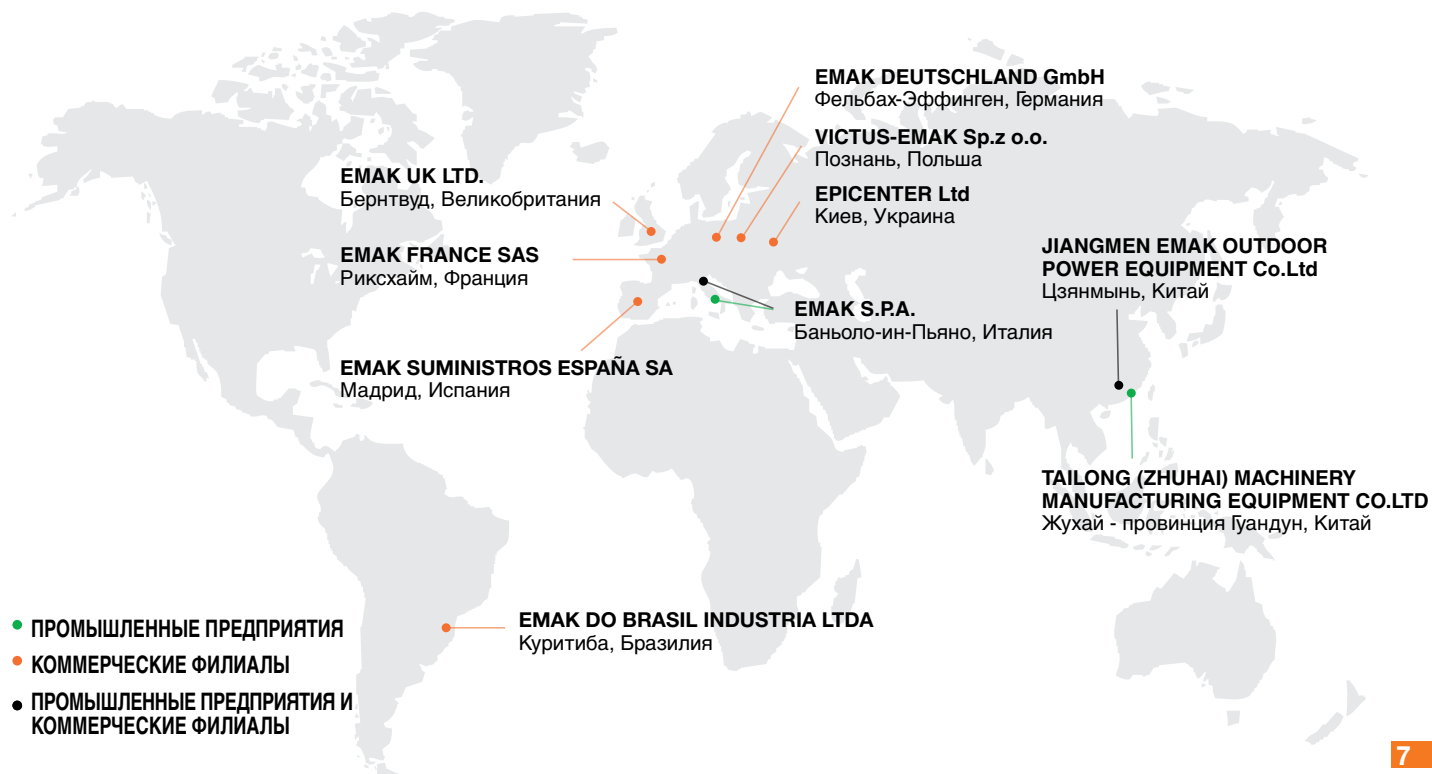 EMAK DEUTSCHLAND GmbH
Фельбах-Эффинген, Германия
VICTUS-EMAK Sp.z o.o.
Познань, Польша
EPICENTER Ltd
Киев, Украина
EMAK UK LTD.
Бернтвуд, Великобритания
EMAK FRANCE SAS
Риксхайм, Франция
EMAK SUMINISTROS ESPAÑA SA
Мадрид, Испания
EMAK S.P.A.
Баньоло-ин-Пьяно, Италия
JIANGMEN EMAK OUTDOOR
POWER EQUIPMENT Co.Ltd
Цзянмынь, Китай
TAILONG (ZHUHAI) MACHINERY
MANUFACTURING EQUIPMENT CO.LTD
Жухай - провинция Гуандун, Китай
EMAK DO BRASIL INDUSTRIA LTDA
Куритиба, Бразилия
ПРОМЫШЛЕННЫЕ ПРЕДПРИЯТИЯ
КОММЕРЧЕСКИЕ ФИЛИАЛЫ
ПРОМЫШЛЕННЫЕ ПРЕДПРИЯТИЯ И
КОММЕРЧЕСКИЕ ФИЛИАЛЫ
7